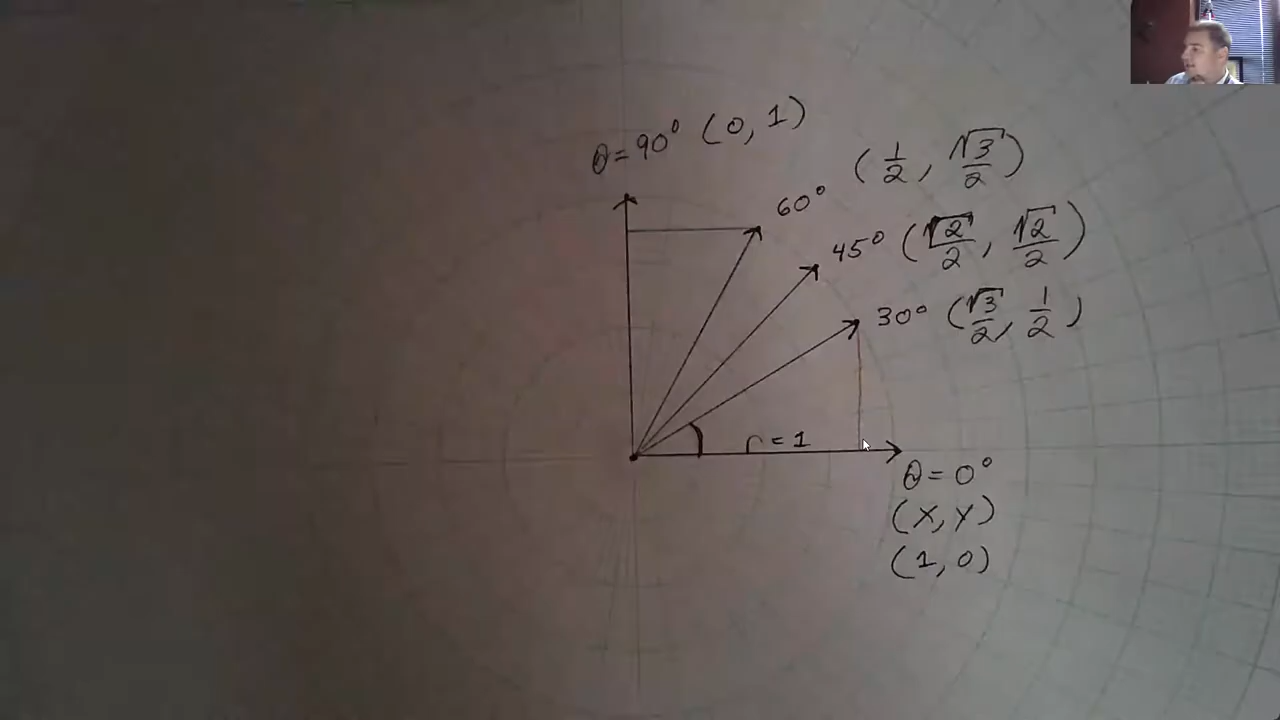 θ = 90° (0, 1)
60° (1/2, √3/2)
45° (√2/2, √2/2)
30° (√3/2, 1/2)
r = 1
θ = 0°
(X, Y)
(1, 0)